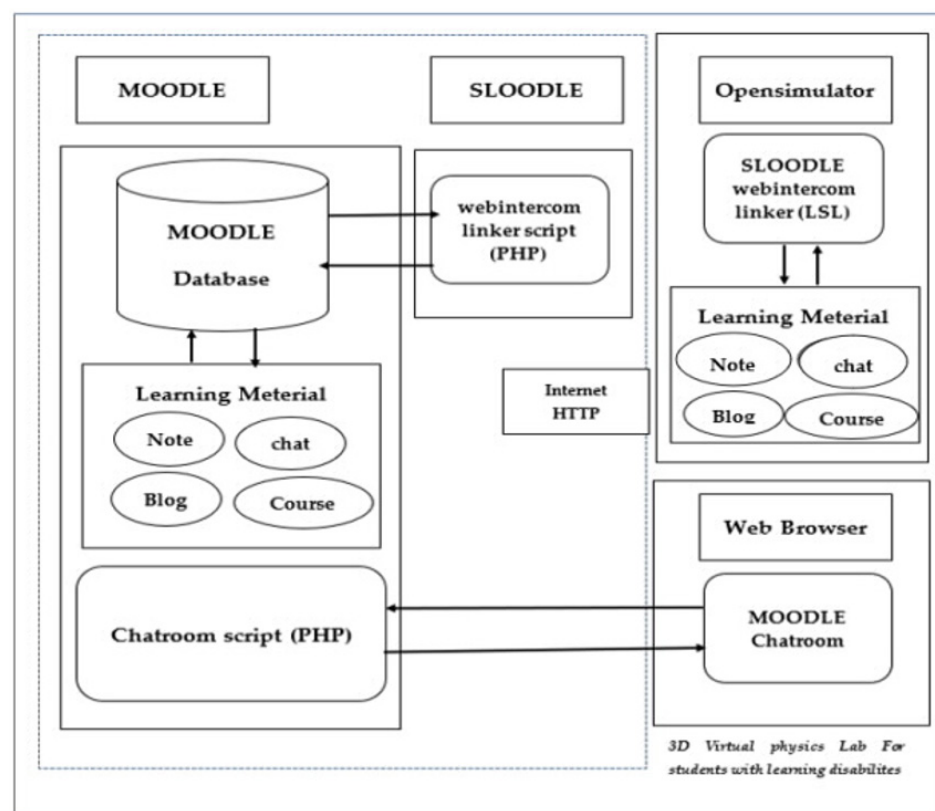 MOODLE
SLOODLE
Opensimulator
MOODLE
Database
webintercom
linker script
(PHP)
SLOODLE
webintercom
linker (LSL)
Learning Meterial
Note
chat
Blog
Course
Internet
HTTP
Learning Meterial
Note
chat
Blog
Course
Chatroom script (PHP)
Web Browser
MOODLE
Chatroom
3D Virtual physics Lab For
students with learning disabilites